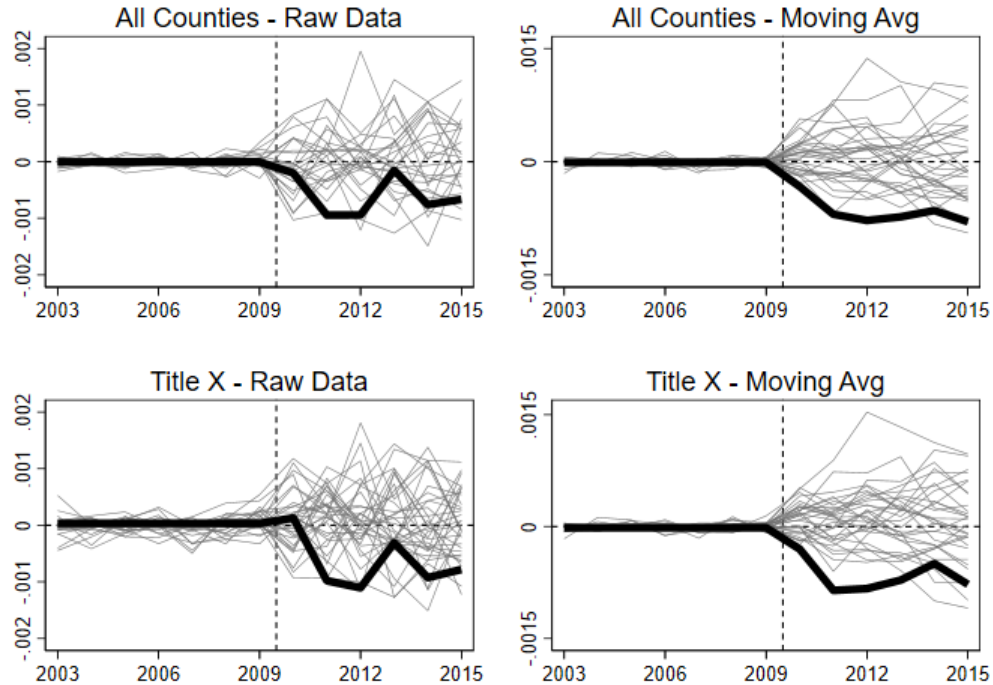 All Counties - Raw Data
.002
.001
0
-.001
-.002
2003 2006 2009 2012 2015
All Counties - Moving Avg
.0015
0
-.0015
2003 2006 2009 2012 2015
Title X - Raw Data
.002
.001
0
-.001
-.002
2003 2006 2009 2012 2015
Title X - Moving Avg
.0015
0
-.0015
2003 2006 2009 2012 2015